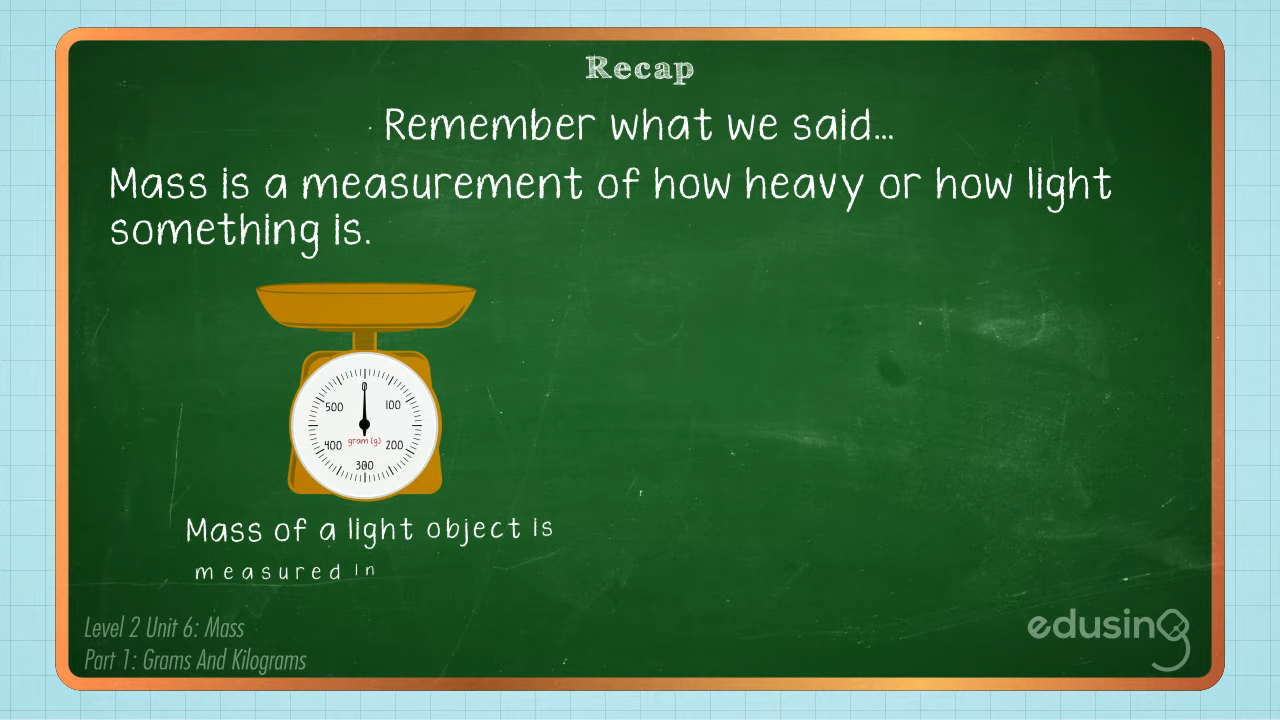 Recap
Remember what we said...
Mass is a measurement of how heavy or how light
something is.
0
500 100
gram (g)
400 200
300
Mass of a light object is
measured in
Level 2 Unit 6: Mass
Part 1: Grams And Kilograms
edusing